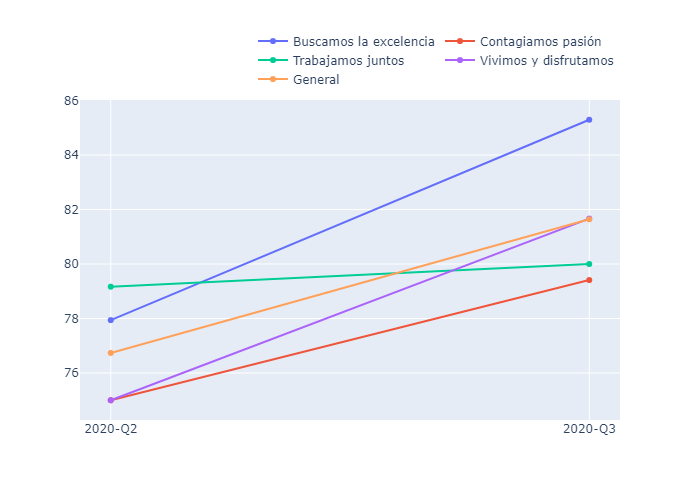 Buscamos la excelencia Contagiamos pasión
Trabajamos juntos Vivimos y disfrutamos
General
86
84
82
80
78
76
2020-Q2 2020-Q3